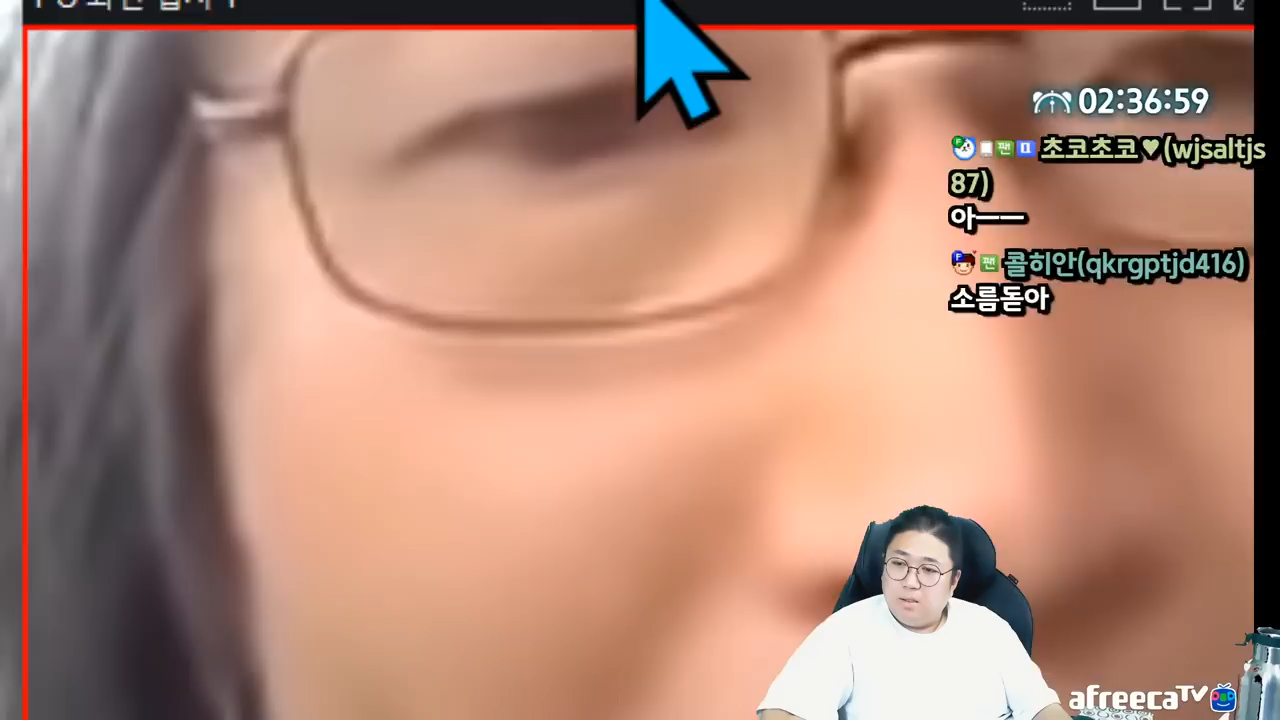 02:36:59
초코초코♥(wjsaltjs
87)
아ㅡㅡ
콜히안(qkrgptjd416)
소름돋아
afreecaTV